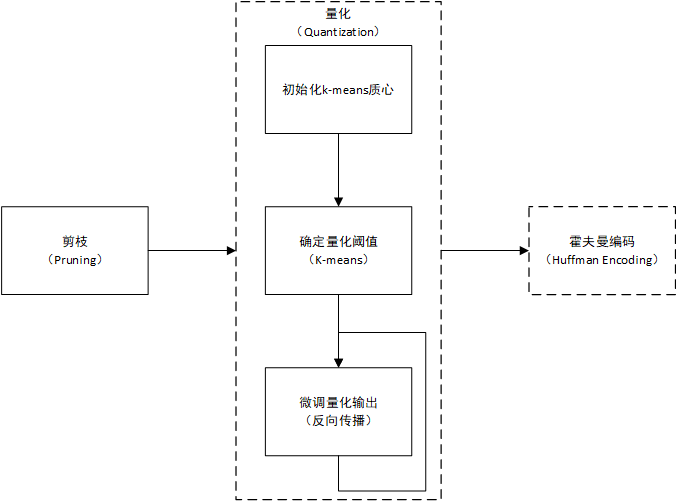 量化
（Quantization）
初始化k-means质心
剪枝
（Pruning）
确定量化阈值
（K-means）
霍夫曼编码
（Huffman Encoding）
微调量化输出
（反向传播）